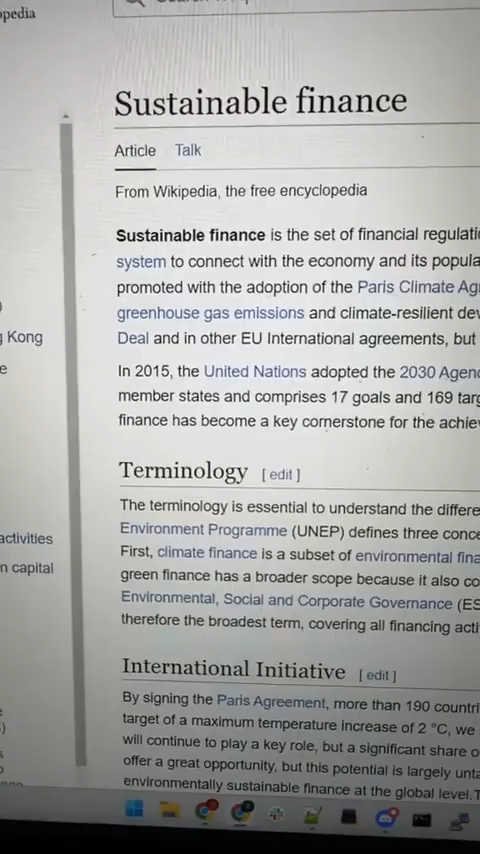 Sustainable finance
Article Talk
From Wikipedia, the free encyclopedia
Sustainable finance is the set of financial regulati
system to connect with the economy and its popula
promoted with the adoption of the Paris Climate Ag
greenhouse gas emissions and climate-resilient dev
Deal and in other EU International agreements, but
In 2015, the United Nations adopted the 2030 Agen
member states and comprises 17 goals and 169 targ
finance has become a key cornerstone for the achie
Terminology [ edit ]
The terminology is essential to understand the differe
Environment Programme (UNEP) defines three conce
First, climate finance is a subset of environmental fina
green finance has a broader scope because it also co
Environmental, Social and Corporate Governance (ES
therefore the broadest term, covering all financing acti
International Initiative [ edit ]
By signing the Paris Agreement, more than 190 countri
target of a maximum temperature increase of 2 °C, we
will continue to play a key role, but a significant share o
offer a great opportunity, but this potential is largely unta
environmentally sustainable finance at the global level. T
opedia
g Kong
e
activities
n capital